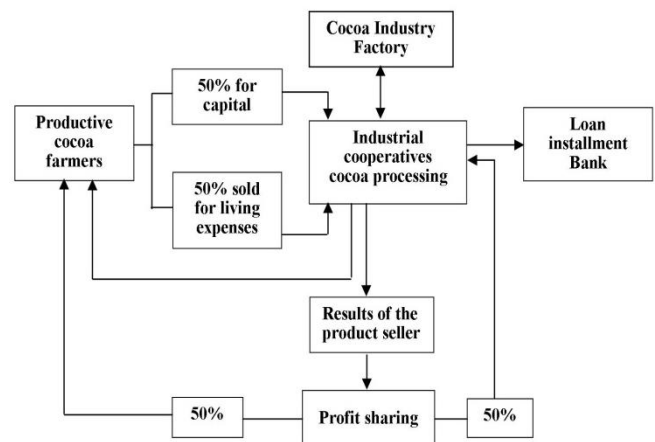 Cocoa Industry
Factory
50% for
capital
Productive
cocoa
farmers
Industrial
cooperatives
cocoa processing
Loan
installment
Bank
50% sold
for living
expenses
Results of the
product seller
50%
Profit sharing
50%